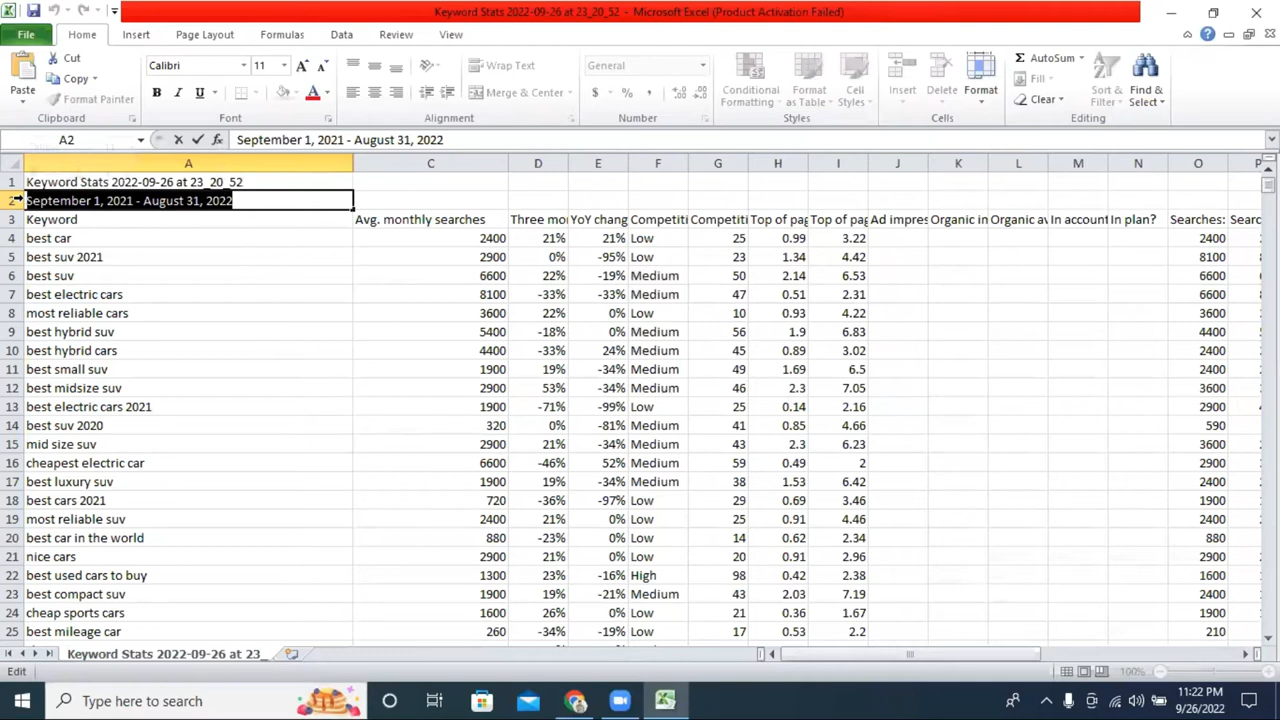 Keyword Stats 2022-09-26 at 23_20_52 - Microsoft Excel (Product Activation Failed)
File Home Insert Page Layout Formulas Data Review View
Cut
Copy
Format Painter
Paste
Clipboard
Calibri 11
B I U
Font
Wrap Text
Merge & Center
Alignment
General
$ % ,
Number
Conditional Formatting
Format as Table
Cell Styles
Styles
Insert Delete Format
Cells
AutoSum
Fill
Clear
Sort & Filter
Find & Select
Editing
A2 fx September 1, 2021 - August 31, 2022
A C D E F G H I J K L M N O P
1 Keyword Stats 2022-09-26 at 23_20_52
2 September 1, 2021 - August 31, 2022
3 Keyword Avg. monthly searches Three mo YoY chang Competiti Competiti Top of pag Top of pag Ad impres Organic in Organic av In account In plan? Searches: Searc
4 best car 2400 21% 21% Low 25 0.99 3.22 2400
5 best suv 2021 2900 0% -95% Low 23 1.34 4.42 8100
6 best suv 6600 22% -19% Medium 50 2.14 6.53 6600
7 best electric cars 8100 -33% -33% Medium 47 0.51 2.31 6600
8 most reliable cars 3600 22% 0% Low 10 0.93 4.22 3600
9 best hybrid suv 5400 -18% 0% Medium 56 1.9 6.83 4400
10 best hybrid cars 4400 -33% 24% Medium 45 0.89 3.02 2400
11 best small suv 1900 19% -34% Medium 49 1.69 6.5 2400
12 best midsize suv 2900 53% -34% Medium 46 2.3 7.05 3600
13 best electric cars 2021 1900 -71% -99% Low 25 0.14 2.16 2900
14 best suv 2020 320 0% -81% Medium 41 0.85 4.66 590
15 mid size suv 2900 21% -34% Medium 43 2.3 6.23 3600
16 cheapest electric car 6600 -46% 52% Medium 59 0.49 2 2900
17 best luxury suv 1900 19% -34% Medium 38 1.53 6.42 2400
18 best cars 2021 720 -36% -97% Low 29 0.69 3.46 1900
19 most reliable suv 2400 21% 0% Low 25 0.91 4.46 2400
20 best car in the world 880 -23% 0% Low 14 0.62 2.34 880
21 nice cars 2900 21% 0% Low 20 0.91 2.96 2900
22 best used cars to buy 1300 23% -16% High 98 0.42 2.38 1600
23 best compact suv 1900 19% -21% Medium 43 2.03 7.19 2400
24 cheap sports cars 1600 26% 0% Low 21 0.36 1.67 1900
25 best mileage car 260 -34% -19% Low 17 0.53 2.2 210
Keyword Stats 2022-09-26 at 23_
Edit 100%
Type here to search
11:22 PM
9/26/2022